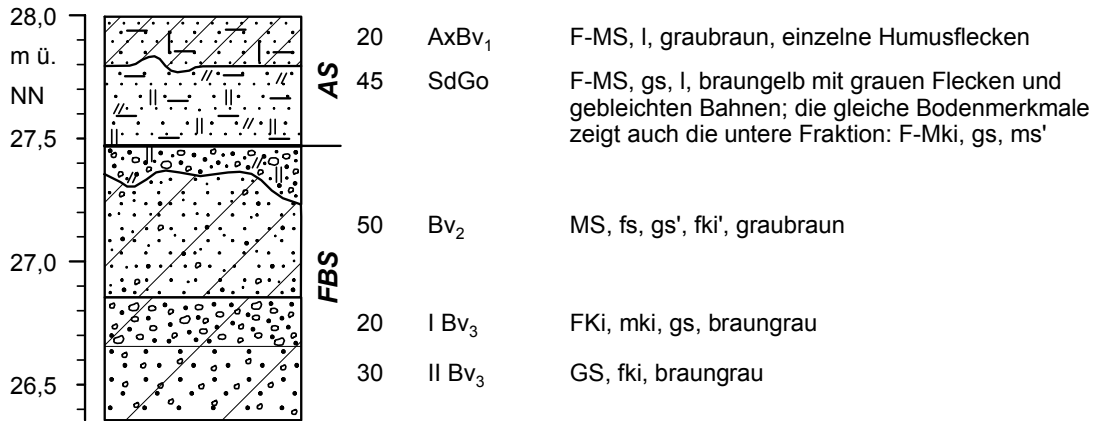 28,0
m ü.
NN
27,5
27,0
26,5
AS
FBS
20 AxBv₁ F-MS, l, graubraun, einzelne Humusflecken
45 SdGo F-MS, gs, l, braungelb mit grauen Flecken und
gebleichten Bahnen; die gleiche Bodenmerkmale
zeigt auch die untere Fraktion: F-Mki, gs, ms'
50 Bv₂ MS, fs, gs', fki', graubraun
20 I Bv₃ FKi, mki, gs, braungrau
30 II Bv₃ GS, fki, braungrau